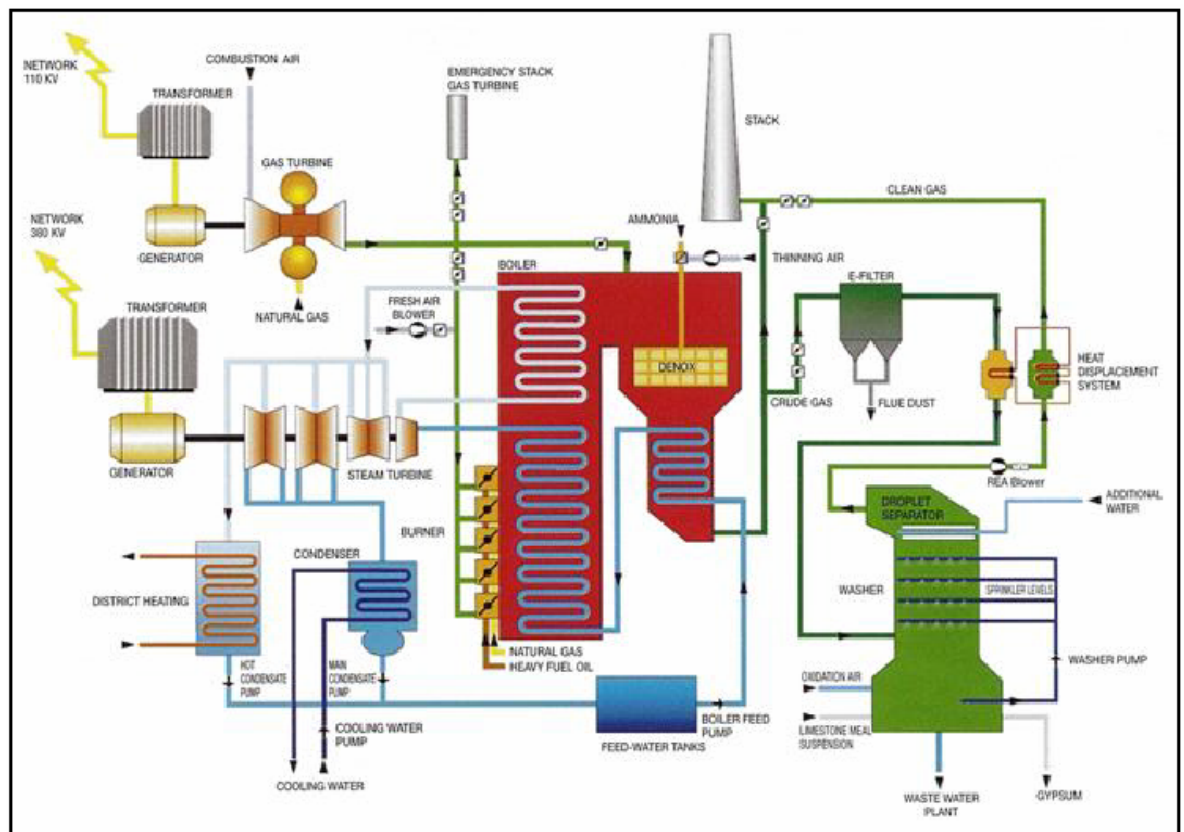 NETWORK
110 KV
COMBUSTION AIR
TRANSFORMER
EMERGENCY STACK
GAS TURBINE
STACK
GAS TURBINE
CLEAN GAS
NETWORK
380 KV
AMMONIA
GENERATOR
BOILER
THINNING AIR
E-FILTER
TRANSFORMER
NATURAL GAS
FRESH AIR
BLOWER
DENOX
HEAT
DISPLACEMENT
SYSTEM
CRUDE GAS
FLUE DUST
GENERATOR
STEAM TURBINE
REA Blower
DROPLET
SEPARATOR
ADDITIONAL
WATER
BURNER
CONDENSER
DISTRICT HEATING
WASHER
SPRINKLER LEVELS
NATURAL GAS
HEAVY FUEL OIL
HOT
CONDENSATE
PUMP
MAIN
CONDENSATE
PUMP
WASHER PUMP
OXIDATION AIR
COOLING WATER
PUMP
BOILER FEED
PUMP
LIMESTONE MEAL
SUSPENSION
FEED-WATER TANKS
COOLING WATER
WASTE WATER
PLANT
GYPSUM